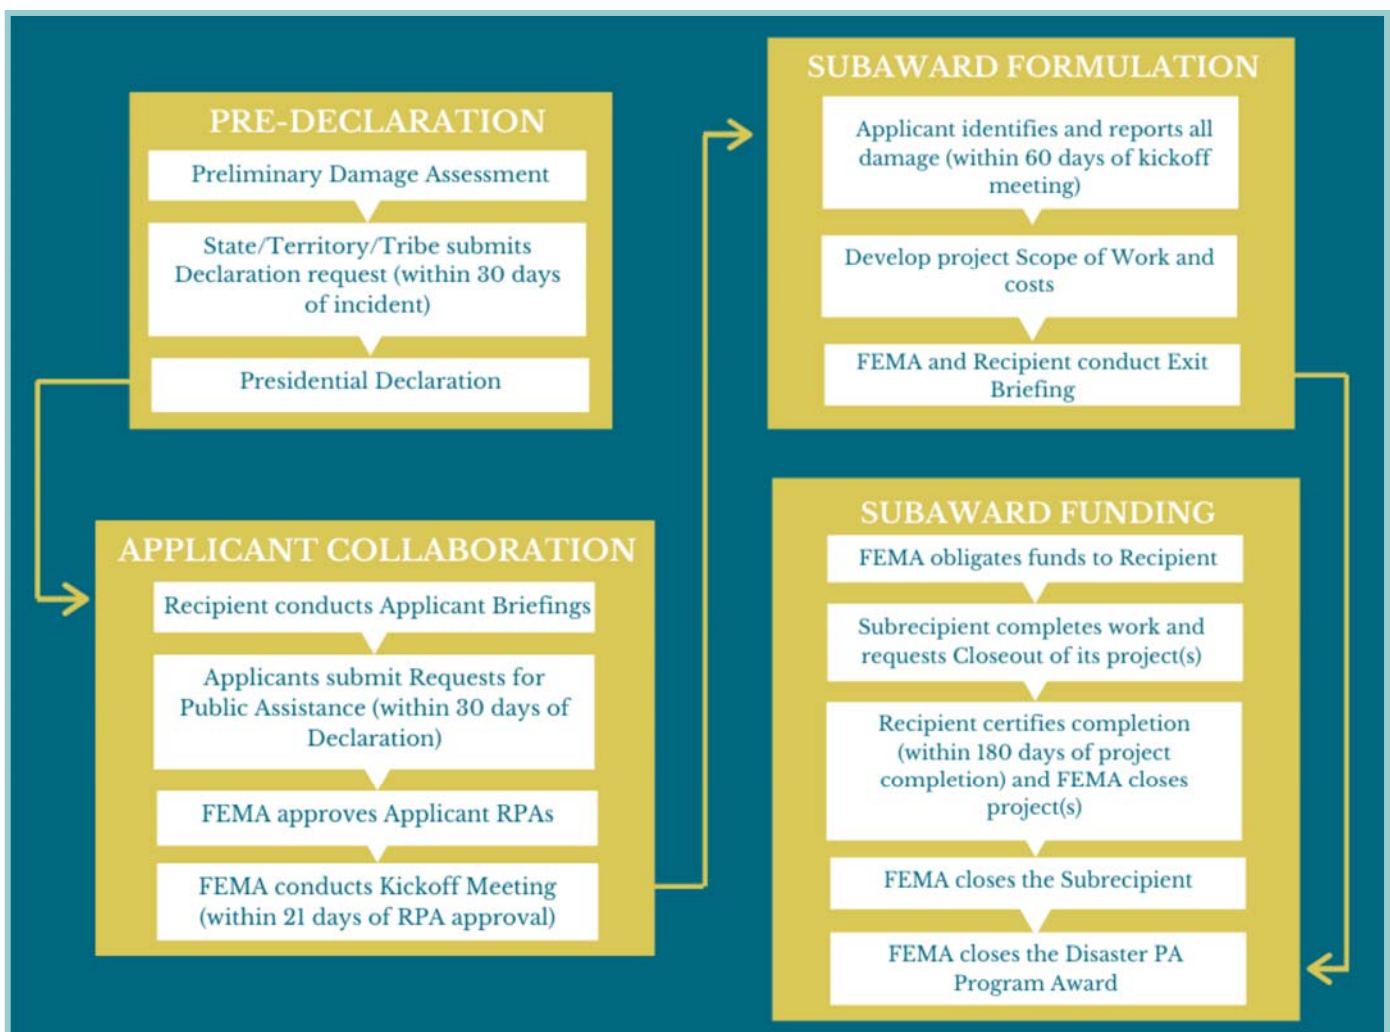 PRE-DECLARATION
Preliminary Damage Assessment
State/Territory/Tribe submits
Declaration request (within 30 days
of incident)
Presidential Declaration
APPLICANT COLLABORATION
Recipient conducts Applicant Briefings
Applicants submit Requests for
Public Assistance (within 30 days of
Declaration)
FEMA approves Applicant RPAs
FEMA conducts Kickoff Meeting
(within 21 days of RPA approval)
SUBAWARD FORMULATION
Applicant identifies and reports all
damage (within 60 days of kickoff
meeting)
Develop project Scope of Work and
costs
FEMA and Recipient conduct Exit
Briefing
SUBAWARD FUNDING
FEMA obligates funds to Recipient
Subrecipient completes work and
requests Closeout of its project(s)
Recipient certifies completion
(within 180 days of project
completion) and FEMA closes
project(s)
FEMA closes the Subrecipient
FEMA closes the Disaster PA
Program Award